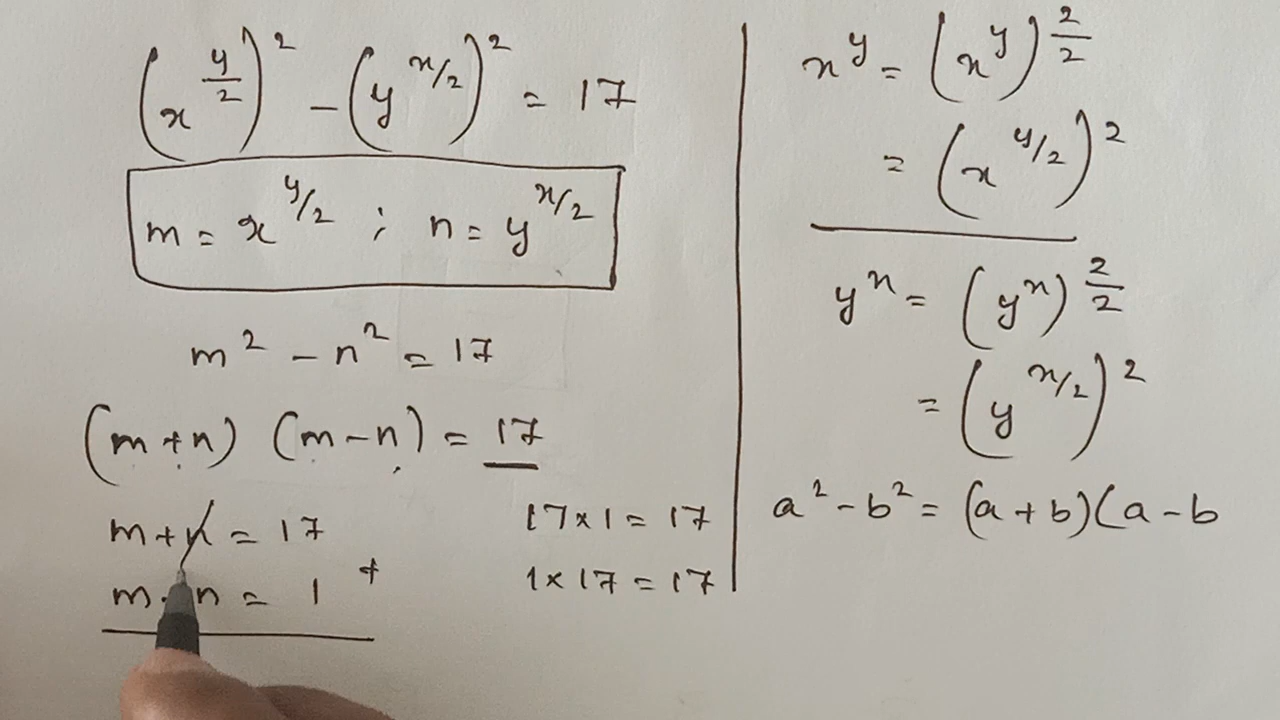 (x^(y/2))^2 - (y^(x/2))^2 = 17
m = x^(y/2) ; n = y^(x/2)
m^2 - n^2 = 17
(m+n) (m-n) = 17
m+n = 17
m-n = 1 +
17×1 = 17
1×17 = 17
x^y = (x^y)^(2/2)
= (x^(y/2))^2
y^x = (y^x)^(2/2)
= (y^(x/2))^2
a^2 - b^2 = (a+b)(a-b